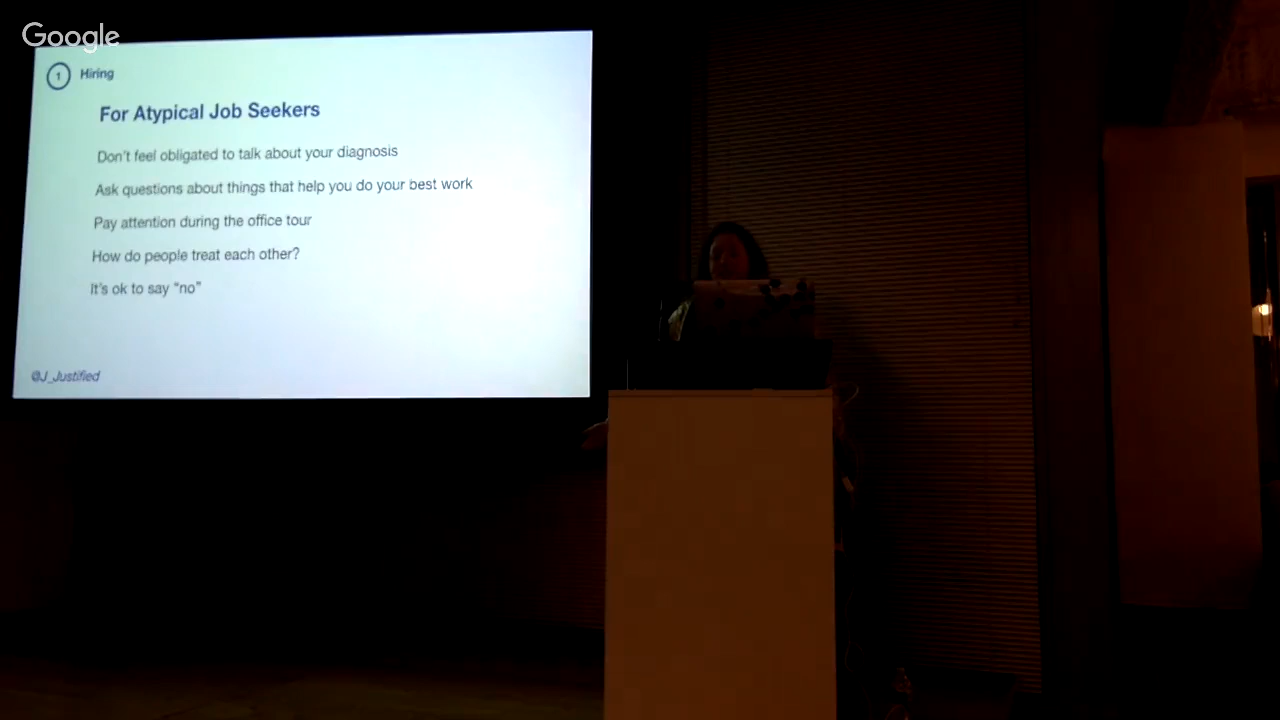 Google
1 Hiring
For Atypical Job Seekers
Don't feel obligated to talk about your diagnosis
Ask questions about things that help you do your best work
Pay attention during the office tour
How do people treat each other?
It's ok to say “no”
@J_Justified